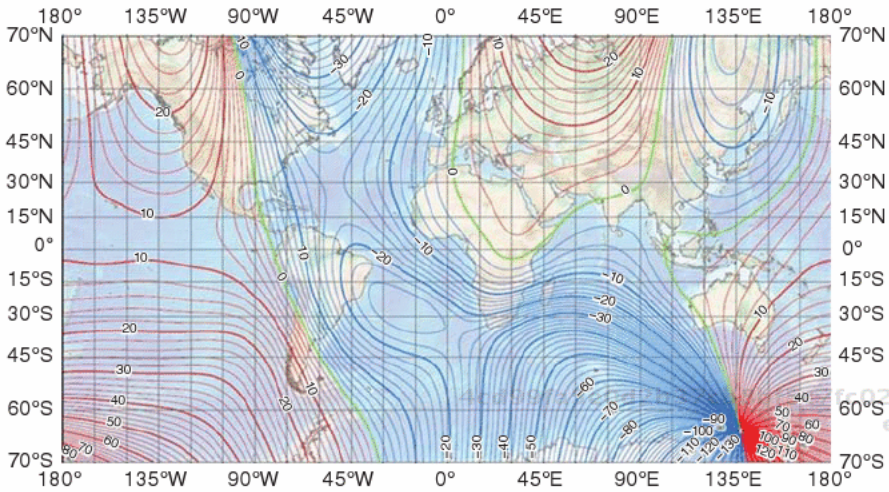 180° 135°W 90°W 45°W 0° 45°E 90°E 135°E 180°
70°N 10 -10 10 70°N
0 -30 20 10
60°N 20 -20 -10 60°N
45°N 45°N
30°N 0 0 30°N
10
15°N 15°N
0° 10 10 -20 -10 0°
15°S 0 -10 15°S
-20 10
30°S 20 -30 30°S
20
45°S 30 10 -60 30 45°S
40 20 -70 40
60°S 50 -90 50 60 60°S
60 -80 -100 70 90 80
80 70 -20 -30 -40 -50 -110 -120 -130 100 110 120
70°S 70°S
180° 135°W 90°W 45°W 0° 45°E 90°E 135°E 180°